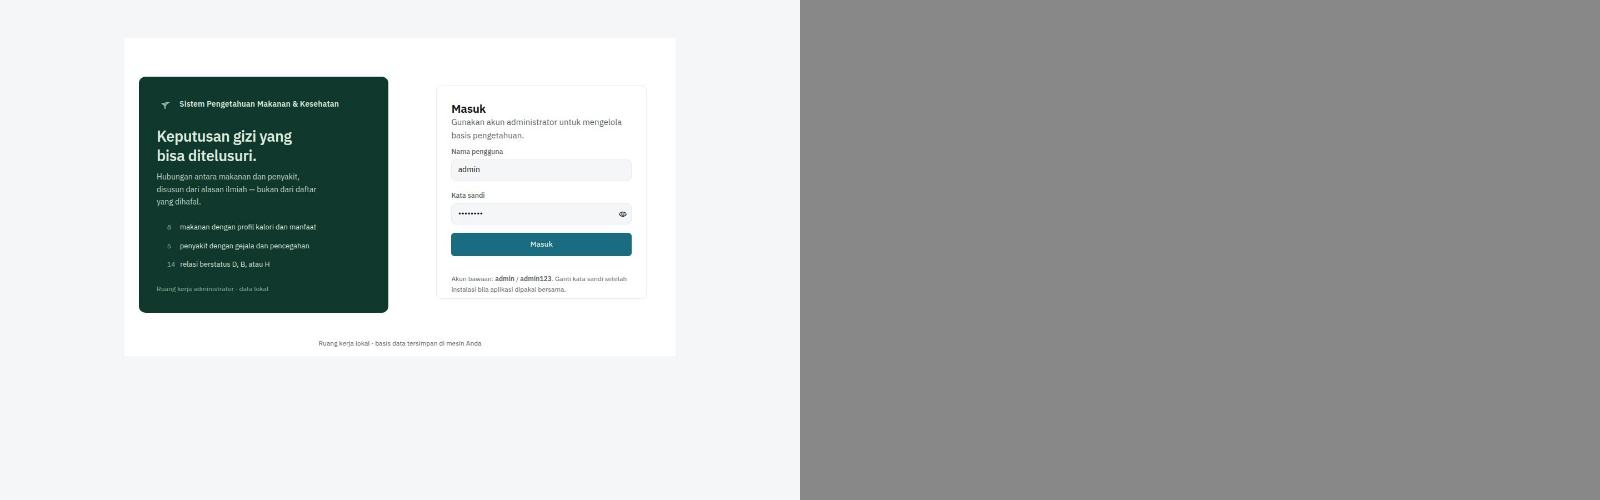 Sistem Pengetahuan Makanan & Kesehatan
Keputusan gizi yang
bisa ditelusuri.
Hubungan antara makanan dan penyakit,
disusun dari alasan ilmiah — bukan dari daftar
yang dihafal.
6 makanan dengan profil kalori dan manfaat
5 penyakit dengan gejala dan pencegahan
14 relasi berstatus D, B, atau H
Ruang kerja administrator · data lokal
Masuk
Gunakan akun administrator untuk mengelola
basis pengetahuan.
Nama pengguna
admin
Kata sandi
••••••••
Masuk
Akun bawaan: admin / admin123. Ganti kata sandi setelah
instalasi bila aplikasi dipakai bersama.
Ruang kerja lokal · basis data tersimpan di mesin Anda